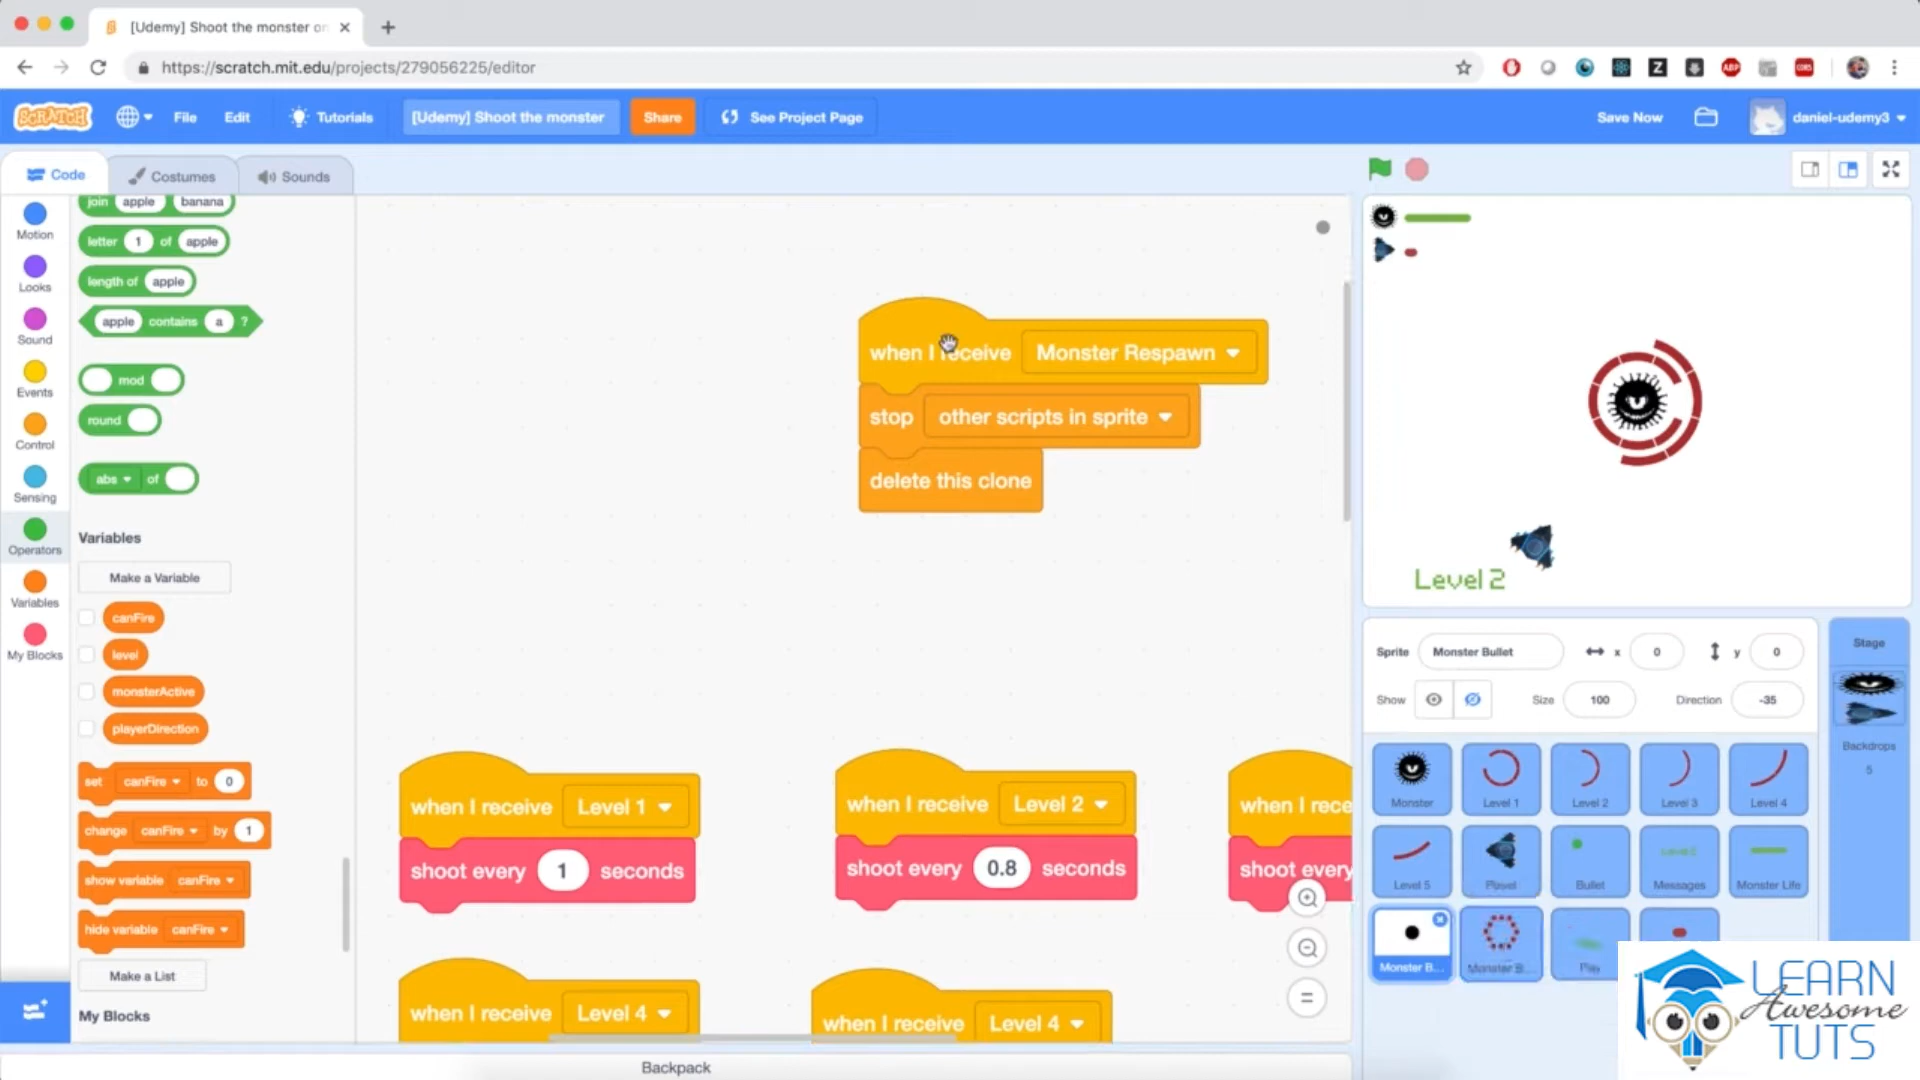 [Udemy] Shoot the monster on
https://scratch.mit.edu/projects/279056225/editor
Z
ABP
CORS
SCRATCH
File
Edit
Tutorials
[Udemy] Shoot the monster
Share
See Project Page
Save Now
daniel-udemy3
Code
Costumes
Sounds
Motion
Looks
Sound
Events
Control
Sensing
Operators
Variables
My Blocks
join apple banana
letter 1 of apple
length of apple
apple contains a ?
mod
round
abs of
Variables
Make a Variable
canFire
level
monsterActive
playerDirection
set canFire to 0
change canFire by 1
show variable canFire
hide variable canFire
Make a List
My Blocks
when I receive Monster Respawn
stop other scripts in sprite
delete this clone
when I receive Level 1
shoot every 1 seconds
when I receive Level 2
shoot every 0.8 seconds
when I rece
shoot every
when I receive Level 4
when I receive Level 4
Backpack
Level 2
Sprite Monster Bullet x 0 y 0
Show Size 100 Direction -35
Stage
Backdrops
5
Monster
Level 1
Level 2
Level 3
Level 4
Level 5
Bullet
Messages
Monster Life
Monster B...
Monster B...
Play
LEARN
Awesome
TUTS